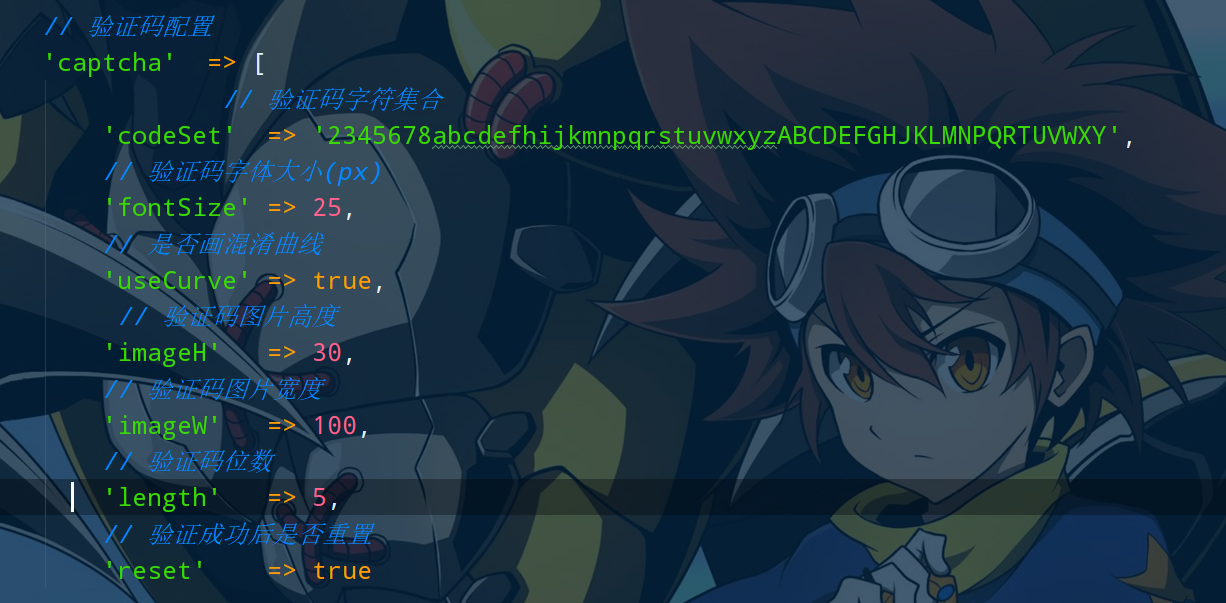 // 验证码配置
'captcha'  => [
// 验证码字符集合
'codeSet'  => '2345678abcdefhijkmnpqrstuvwxyzABCDEFGHJKLMNPQRTUVWXY',
// 验证码字体大小(px)
'fontSize' => 25,
// 是否画混淆曲线
'useCurve' => true,
// 验证码图片高度
'imageH'   => 30,
// 验证码图片宽度
'imageW'   => 100,
// 验证码位数
'length'   => 5,
// 验证成功后是否重置
'reset'    => true